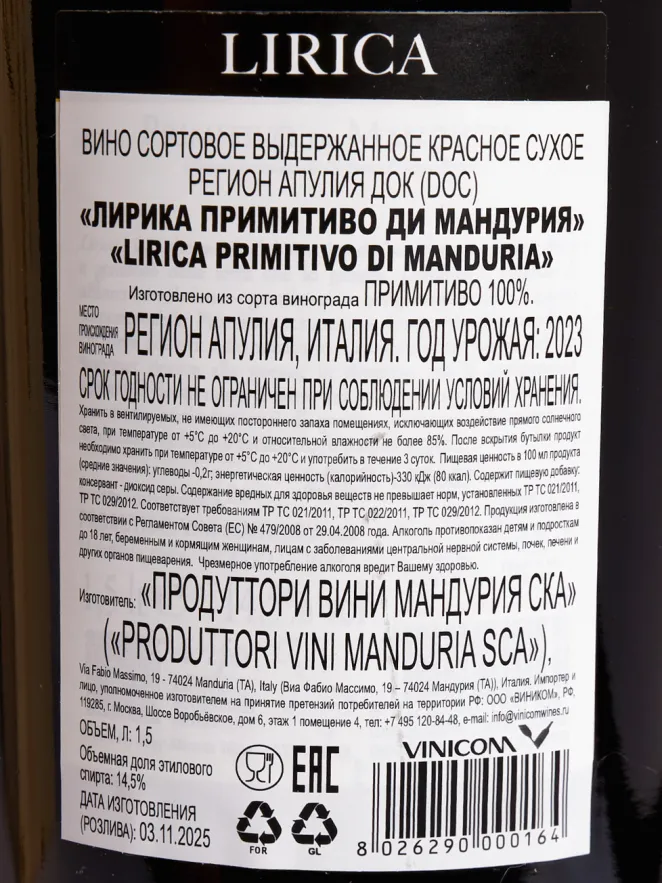 LIRICA
ВИНО СОРТОВОЕ ВЫДЕРЖАННОЕ КРАСНОЕ СУХОЕ
РЕГИОН АПУЛИЯ ДОК (DOC)
«ЛИРИКА ПРИМИТИВО ДИ МАНДУРИЯ»
«LIRICA PRIMITIVO DI MANDURIA»
Изготовлено из сорта винограда ПРИМИТИВО 100%.
МЕСТО ПРОИСХОЖДЕНИЯ ВИНОГРАДА РЕГИОН АПУЛИЯ, ИТАЛИЯ. ГОД УРОЖАЯ: 2023
СРОК ГОДНОСТИ НЕ ОГРАНИЧЕН ПРИ СОБЛЮДЕНИИ УСЛОВИЙ ХРАНЕНИЯ.
Хранить в вентилируемых, не имеющих постороннего запаха помещениях, исключающих воздействие прямого солнечного
света, при температуре от +5°С до +20°С и относительной влажности не более 85%. После вскрытия бутылки продукт
необходимо хранить при температуре от +5°С до +20°С и употребить в течение 3 суток. Пищевая ценность в 100 мл продукта
(средние значения): углеводы -0,2г; энергетическая ценность (калорийность)-330 кДж (80 ккал). Содержит пищевую добавку:
консервант - диоксид серы. Содержание вредных для здоровья веществ не превышает норм, установленных ТР ТС 021/2011,
ТР ТС 029/2012. Соответствует требованиям ТР ТС 021/2011, ТР ТС 022/2011, ТР ТС 029/2012. Продукция изготовлена в
соответствии с Регламентом Совета (ЕС) № 479/2008 от 29.04.2008 года. Алкоголь противопоказан детям и подросткам
до 18 лет, беременным и кормящим женщинам, лицам с заболеваниями центральной нервной системы, почек, печени и
других органов пищеварения. Чрезмерное употребление алкоголя вредит Вашему здоровью.
Изготовитель: «ПРОДУТТОРИ ВИНИ МАНДУРИЯ СКА»
(«PRODUTTORI VINI MANDURIA SCA»),
Via Fabio Massimo, 19 - 74024 Manduria (TA), Italy (Виа Фабио Массимо, 19 – 74024 Мандурия (ТА)), Италия. Импортер и
лицо, уполномоченное изготовителем на принятие претензий потребителей на территории РФ: ООО «ВИНИКОМ», РФ,
119285, г. Москва, Шоссе Воробьёвское, дом 6, этаж 1 помещение 4, тел: +7 495 120-84-48, e-mail: info@vinicomwines.ru
ОБЪЕМ, Л: 1,5
Объемная доля этилового
спирта: 14,5%
ДАТА ИЗГОТОВЛЕНИЯ
(РОЗЛИВА): 03.11.2025
EAC
FOR
GL
VINICOM
8 026290 000164